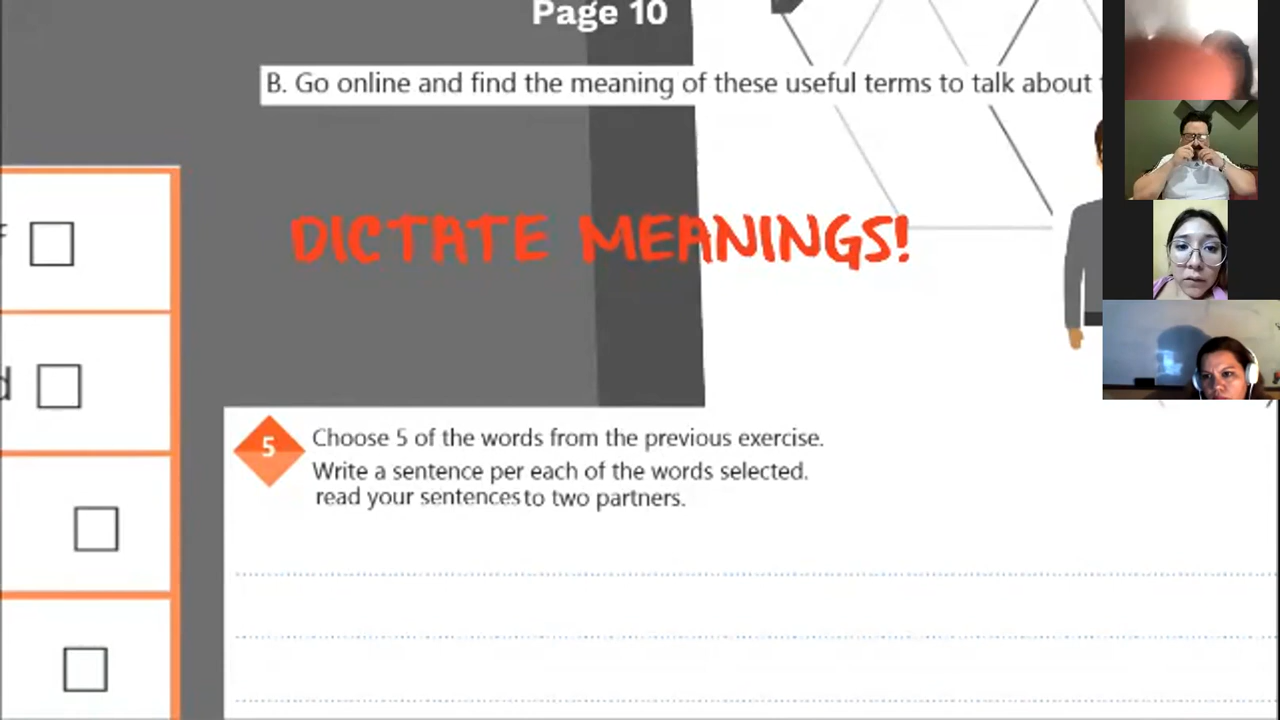 Page 10
B. Go online and find the meaning of these useful terms to talk about
DICTATE MEANINGS!
d
5
Choose 5 of the words from the previous exercise.
Write a sentence per each of the words selected.
read your sentences to two partners.